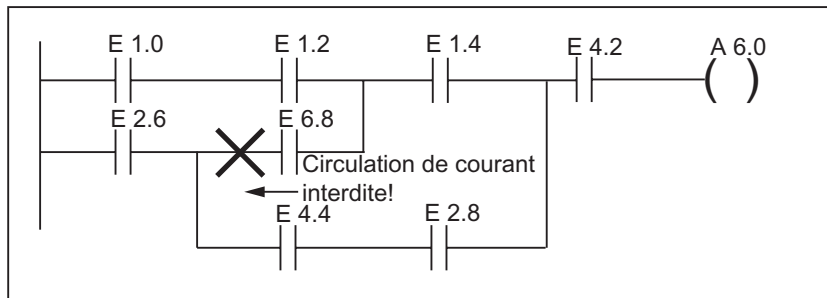 E 1.0
E 1.2
E 1.4
E 4.2
A 6.0
E 2.6
E 6.8
Circulation de courant
interdite!
E 4.4
E 2.8